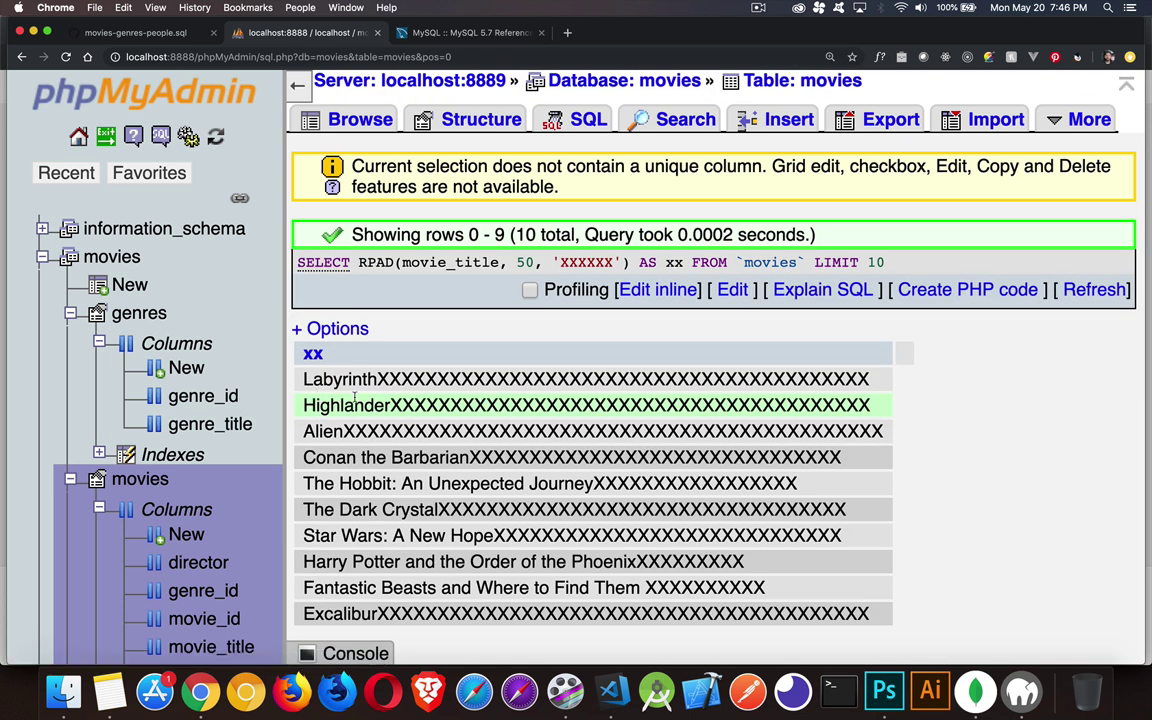 Chrome File Edit View History Bookmarks People Window Help 100% Mon May 20 7:46 PM
movies-genres-people.sql × localhost:8888 / localhost / mo × MySQL :: MySQL 5.7 Referenc × +
localhost:8888/phpMyAdmin/sql.php?db=movies&table=movies&pos=0
phpMyAdmin
Recent Favorites
information_schema
movies
New
genres
Columns
New
genre_id
genre_title
Indexes
movies
Columns
New
director
genre_id
movie_id
movie_title
Server: localhost:8889 » Database: movies » Table: movies
Browse Structure SQL Search Insert Export Import More
Current selection does not contain a unique column. Grid edit, checkbox, Edit, Copy and Delete
features are not available.
Showing rows 0 - 9 (10 total, Query took 0.0002 seconds.)
SELECT RPAD(movie_title, 50, 'XXXXXX') AS xx FROM `movies` LIMIT 10
Profiling [Edit inline] [ Edit ] [ Explain SQL ] [ Create PHP code ] [ Refresh]
+ Options
xx
LabyrinthXXXXXXXXXXXXXXXXXXXXXXXXXXXXXXXXXXXXXXXXX
HighlanderXXXXXXXXXXXXXXXXXXXXXXXXXXXXXXXXXXXXXXXX
AlienXXXXXXXXXXXXXXXXXXXXXXXXXXXXXXXXXXXXXXXXXXXXX
Conan the BarbarianXXXXXXXXXXXXXXXXXXXXXXXXXXXXXXX
The Hobbit: An Unexpected JourneyXXXXXXXXXXXXXXXXX
The Dark CrystalXXXXXXXXXXXXXXXXXXXXXXXXXXXXXXXXXX
Star Wars: A New HopeXXXXXXXXXXXXXXXXXXXXXXXXXXXXX
Harry Potter and the Order of the PhoenixXXXXXXXXX
Fantastic Beasts and Where to Find Them XXXXXXXXXX
ExcaliburXXXXXXXXXXXXXXXXXXXXXXXXXXXXXXXXXXXXXXXXX
Console